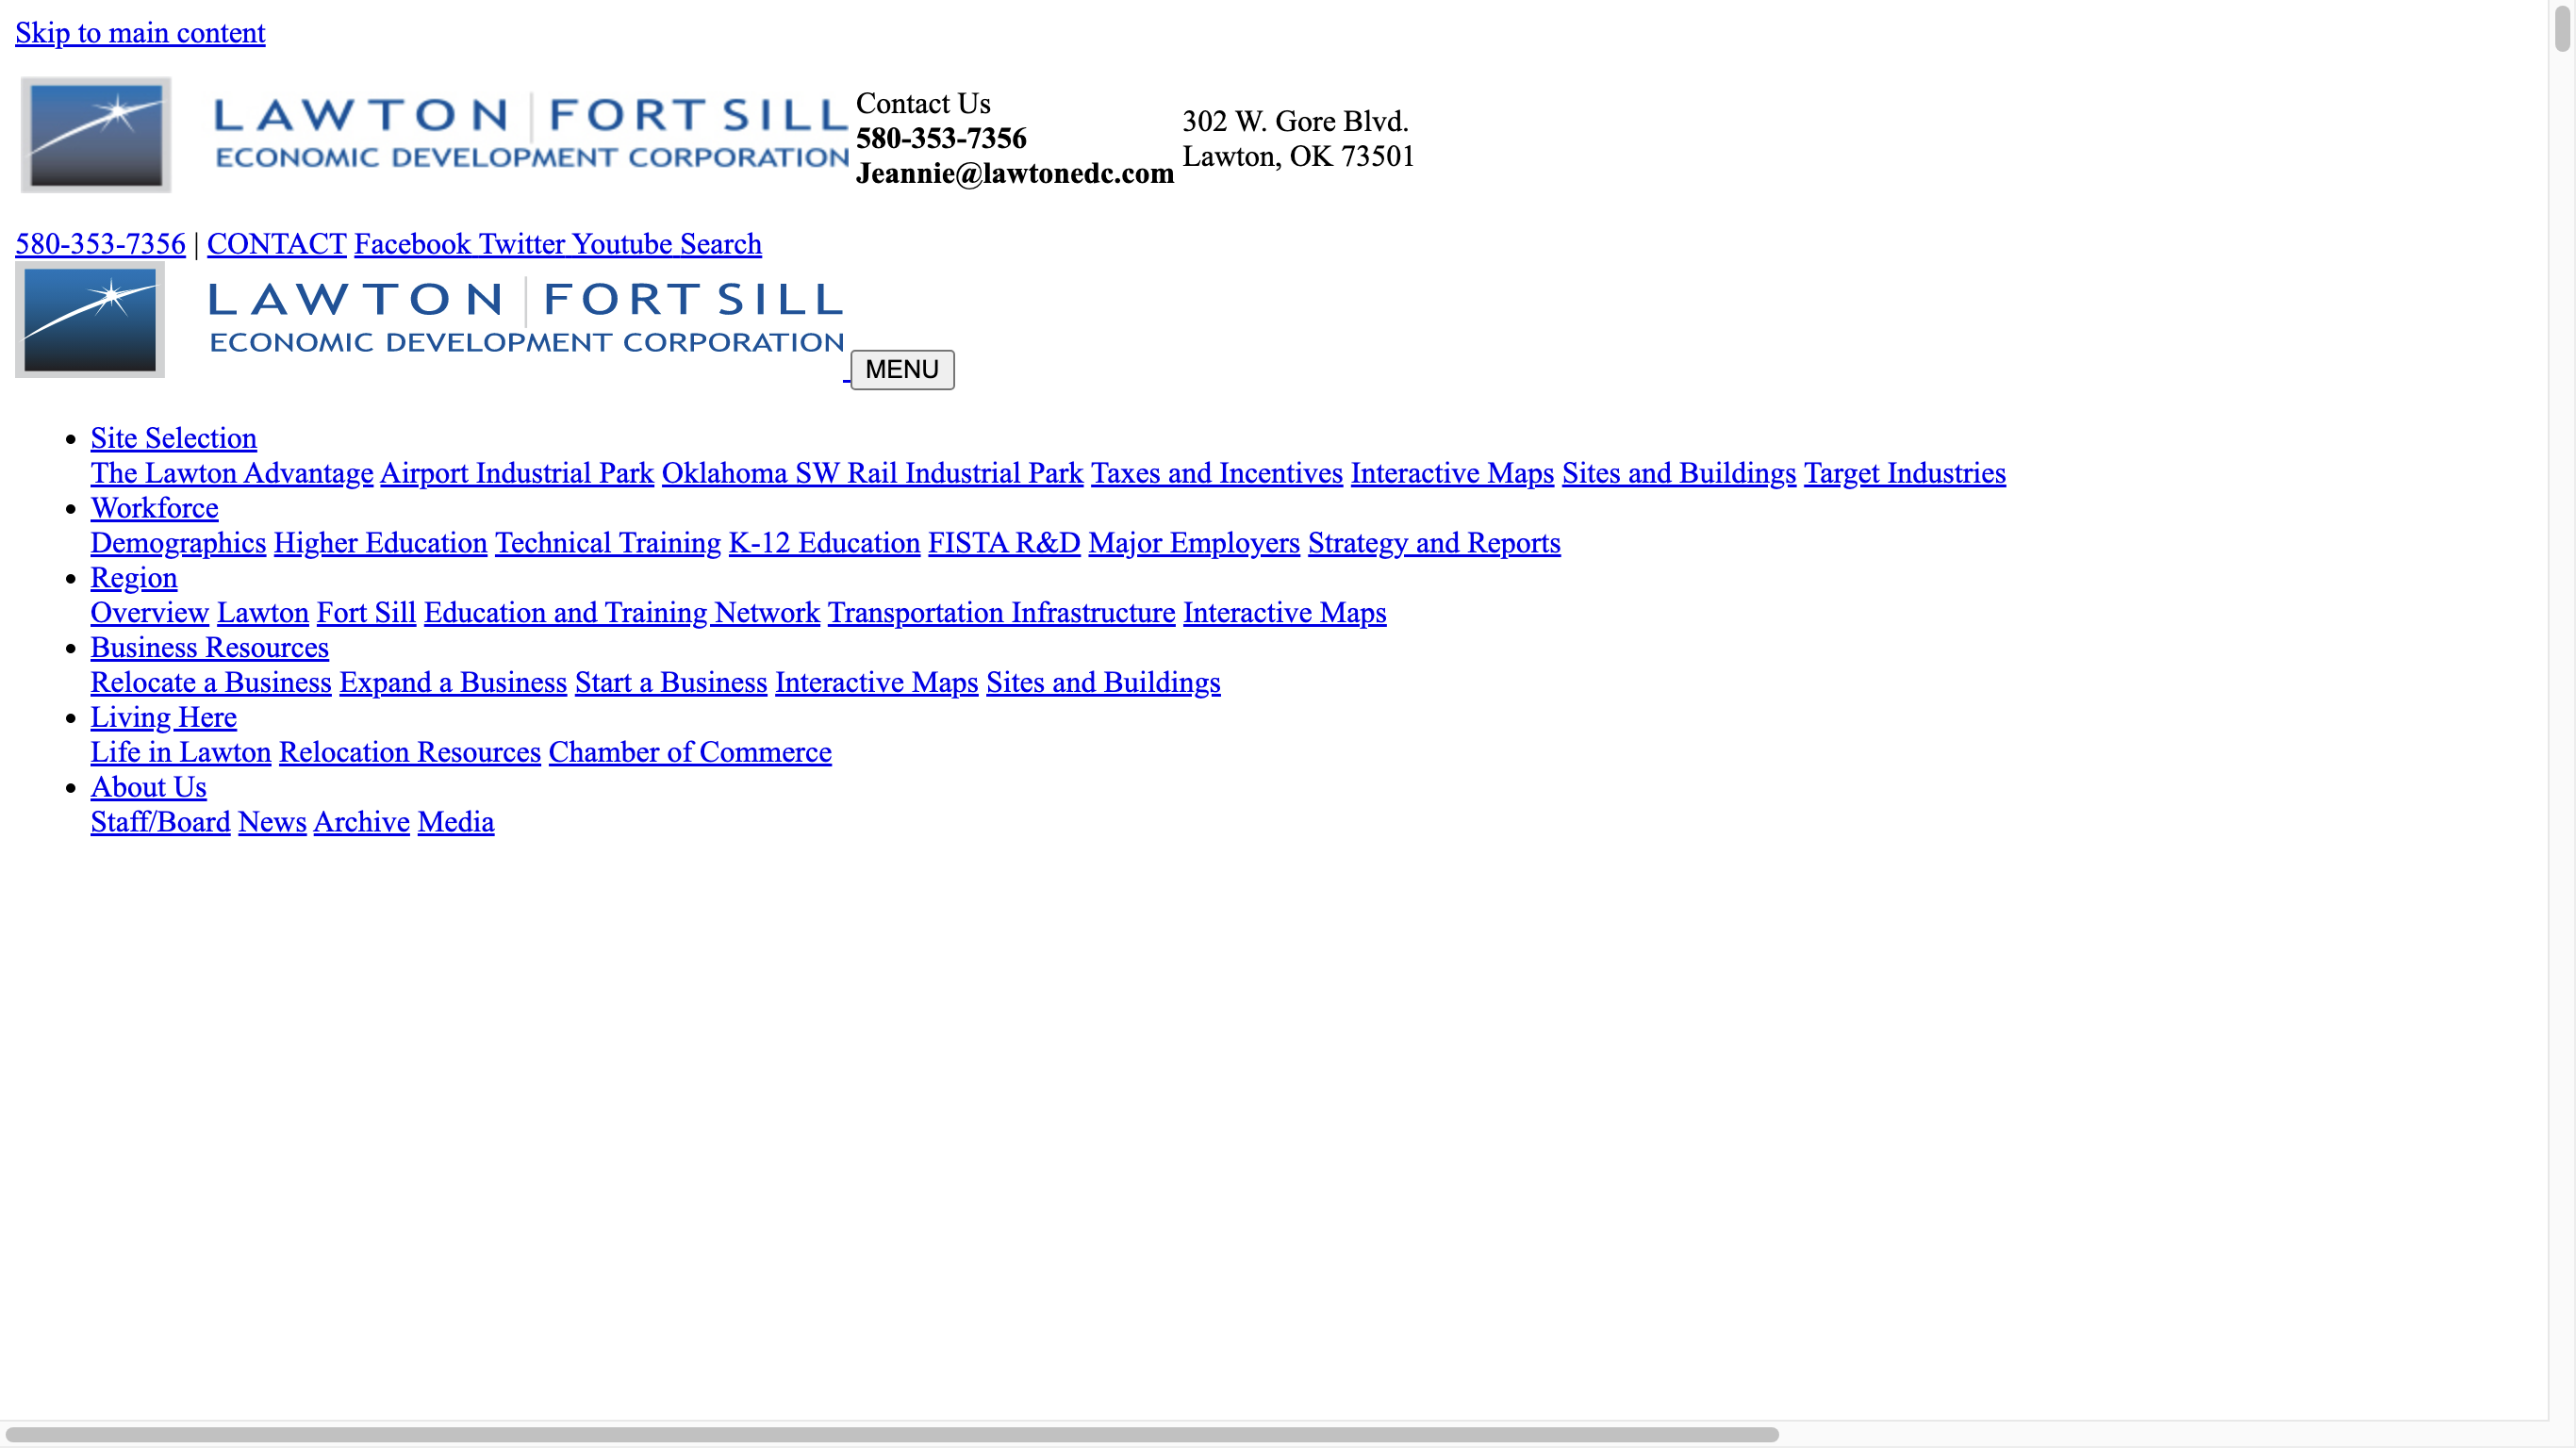 Skip to main content
LAWTON | FORT SILL
ECONOMIC DEVELOPMENT CORPORATION
Contact Us
580-353-7356
Jeannie@lawtonedc.com
302 W. Gore Blvd.
Lawton, OK 73501
580-353-7356 | CONTACT Facebook Twitter Youtube Search
LAWTON | FORT SILL
ECONOMIC DEVELOPMENT CORPORATION
MENU
Site Selection
The Lawton Advantage Airport Industrial Park Oklahoma SW Rail Industrial Park Taxes and Incentives Interactive Maps Sites and Buildings Target Industries
Workforce
Demographics Higher Education Technical Training K-12 Education FISTA R&D Major Employers Strategy and Reports
Region
Overview Lawton Fort Sill Education and Training Network Transportation Infrastructure Interactive Maps
Business Resources
Relocate a Business Expand a Business Start a Business Interactive Maps Sites and Buildings
Living Here
Life in Lawton Relocation Resources Chamber of Commerce
About Us
Staff/Board News Archive Media